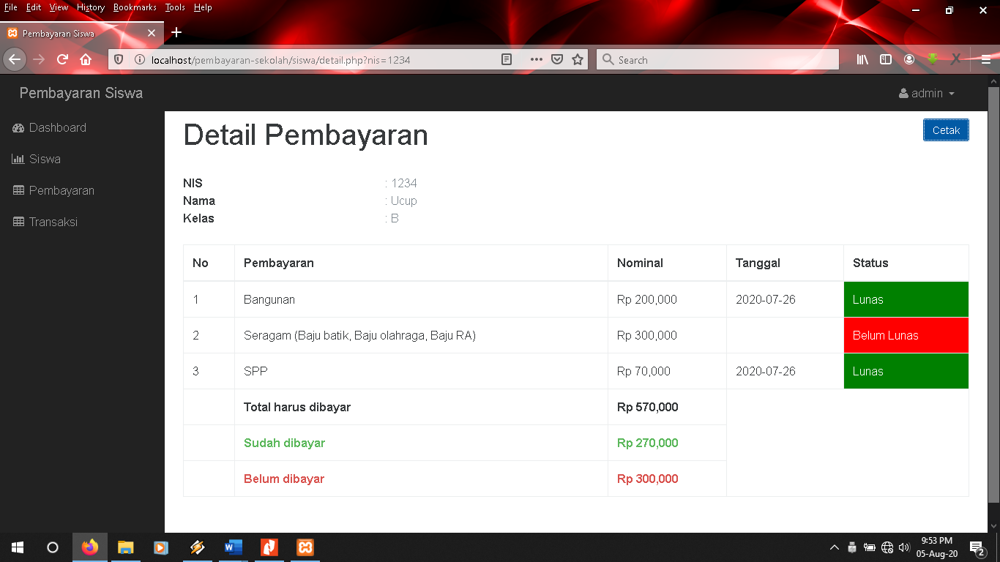 File Edit View History Bookmarks Tools Help
Pembayaran Siswa
localhost/pembayaran-sekolah/siswa/detail.php?nis=1234
Search
Pembayaran Siswa
admin
Dashboard
Siswa
Pembayaran
Transaksi
Detail Pembayaran
Cetak
NIS : 1234
Nama : Ucup
Kelas : B
No Pembayaran Nominal Tanggal Status
1 Bangunan Rp 200,000 2020-07-26 Lunas
2 Seragam (Baju batik, Baju olahraga, Baju RA) Rp 300,000 Belum Lunas
3 SPP Rp 70,000 2020-07-26 Lunas
Total harus dibayar Rp 570,000
Sudah dibayar Rp 270,000
Belum dibayar Rp 300,000
9:53 PM
05-Aug-20
2